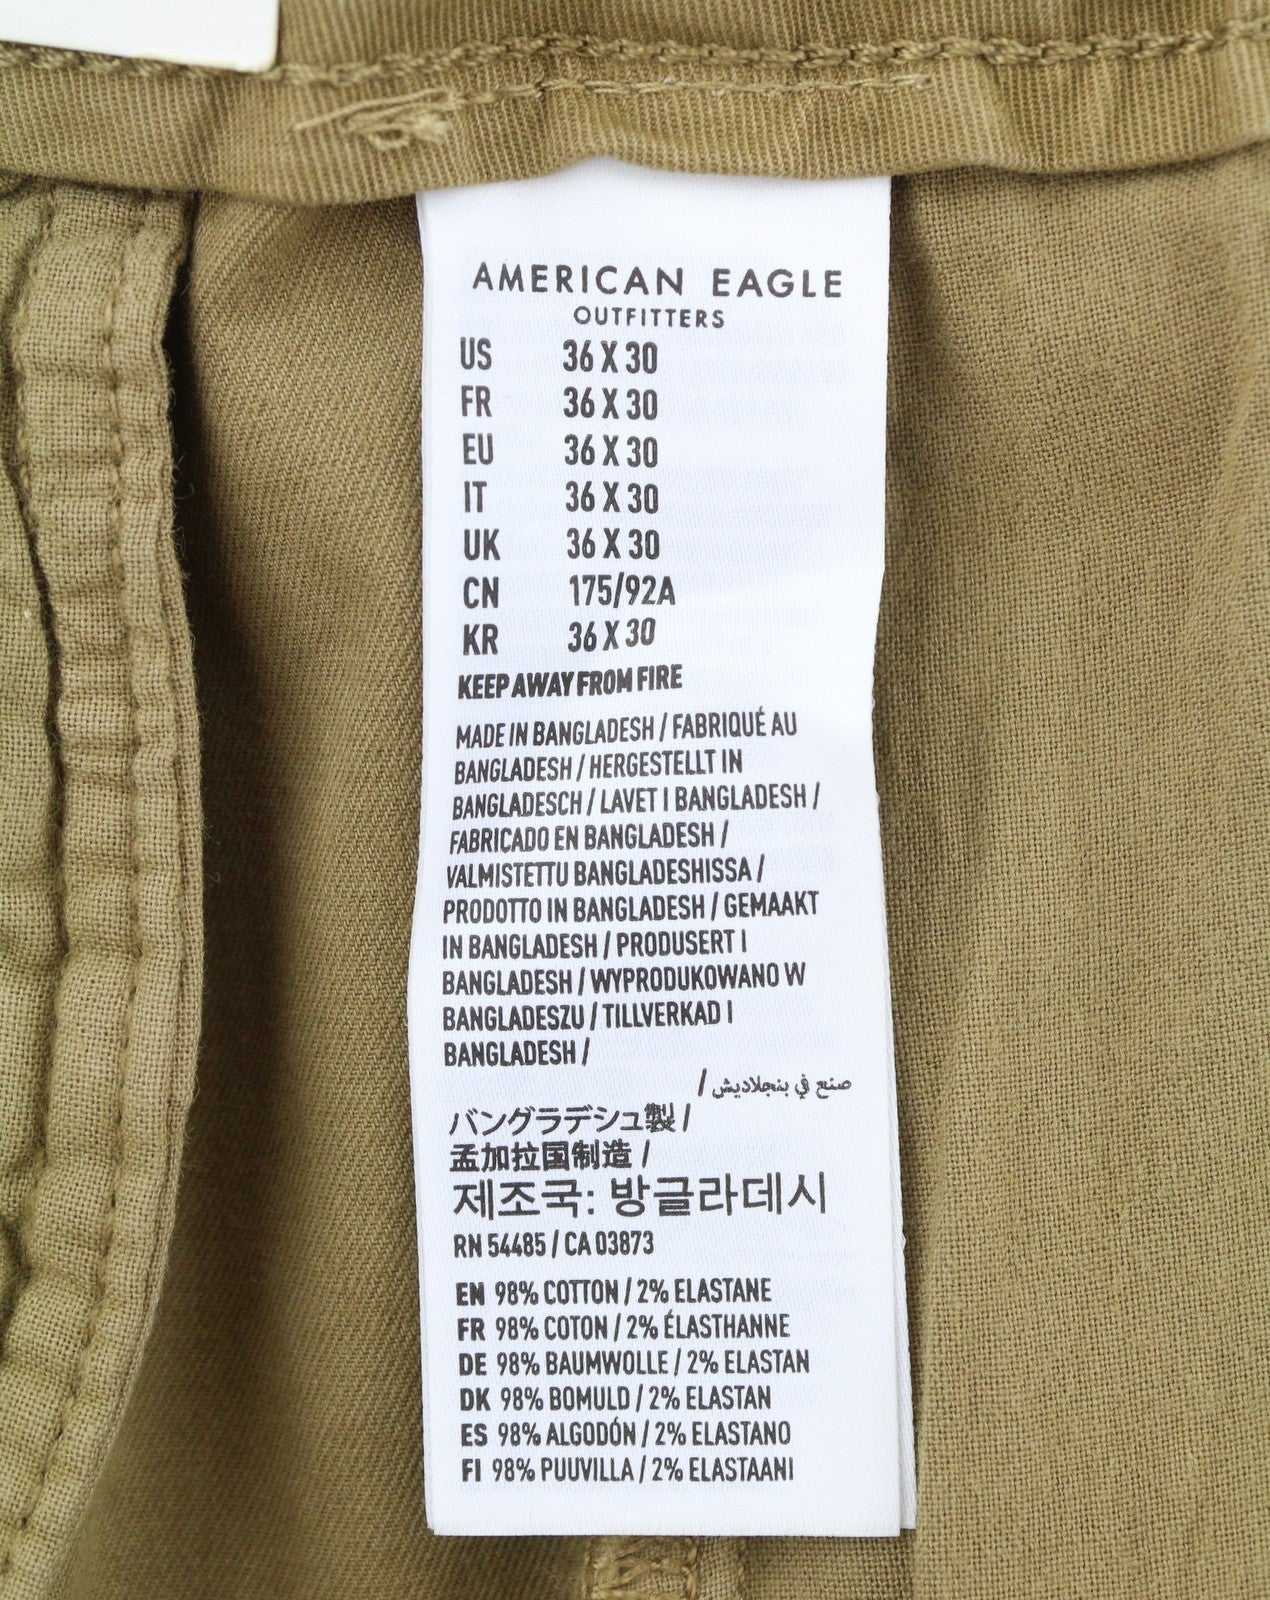 AMERICAN EAGLE
OUTFITTERS
US 36 X 30
FR 36 X 30
EU 36 X 30
IT 36 X 30
UK 36 X 30
CN 175/92A
KR 36 X 30
KEEP AWAY FROM FIRE
MADE IN BANGLADESH / FABRIQUÉ AU
BANGLADESH / HERGESTELLT IN
BANGLADESCH / LAVET I BANGLADESH /
FABRICADO EN BANGLADESH /
VALMISTETTU BANGLADESHISSA /
PRODOTTO IN BANGLADESH / GEMAAKT
IN BANGLADESH / PRODUSERT I
BANGLADESH / WYPRODUKOWANO W
BANGLADESZU / TILLVERKAD I
BANGLADESH /
صنع في بنجلاديش /
バングラデシュ製 /
孟加拉国制造 /
제조국: 방글라데시
RN 54485 / CA 03873
EN 98% COTTON / 2% ELASTANE
FR 98% COTON / 2% ÉLASTHANNE
DE 98% BAUMWOLLE / 2% ELASTAN
DK 98% BOMULD / 2% ELASTAN
ES 98% ALGODÓN / 2% ELASTANO
FI 98% PUUVILLA / 2% ELASTAANI